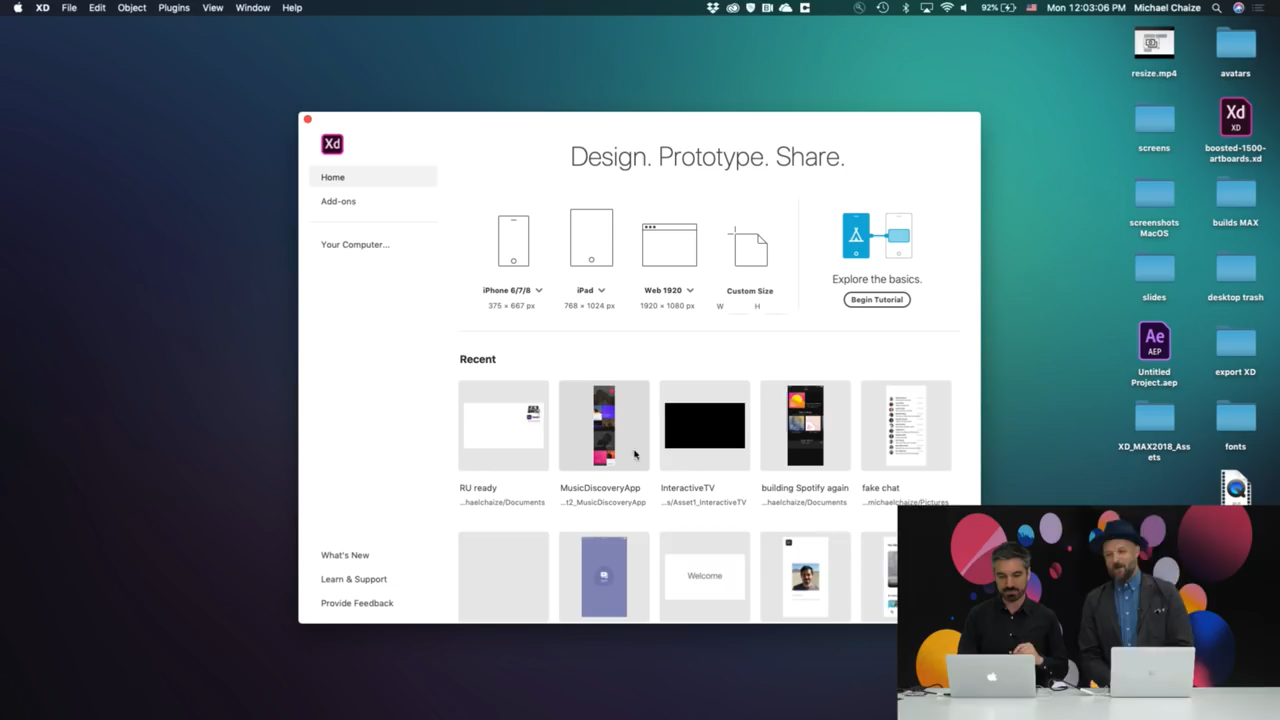 XD File Edit Object Plugins View Window Help
92% Mon 12:03:06 PM Michael Chaize
resize.mp4
avatars
Xd
XD
screens
boosted-1500-
artboards.xd
screenshots
MacOS
builds MAX
slides
desktop trash
Ae
AEP
Untitled
Project.aep
export XD
XD_MAX2018_Ass
ets
fonts
Xd
Home
Add-ons
Your Computer...
What's New
Learn & Support
Provide Feedback
Design. Prototype. Share.
iPhone 6/7/8
375 × 667 px
iPad
768 × 1024 px
Web 1920
1920 × 1080 px
Custom Size
W H
Explore the basics.
Begin Tutorial
Recent
RU ready
...haelchaize/Documents
MusicDiscoveryApp
...t2_MusicDiscoveryApp
InteractiveTV
...s/Asset1_InteractiveTV
building Spotify again
...haelchaize/Documents
fake chat
...michaelchaize/Pictures
Welcome